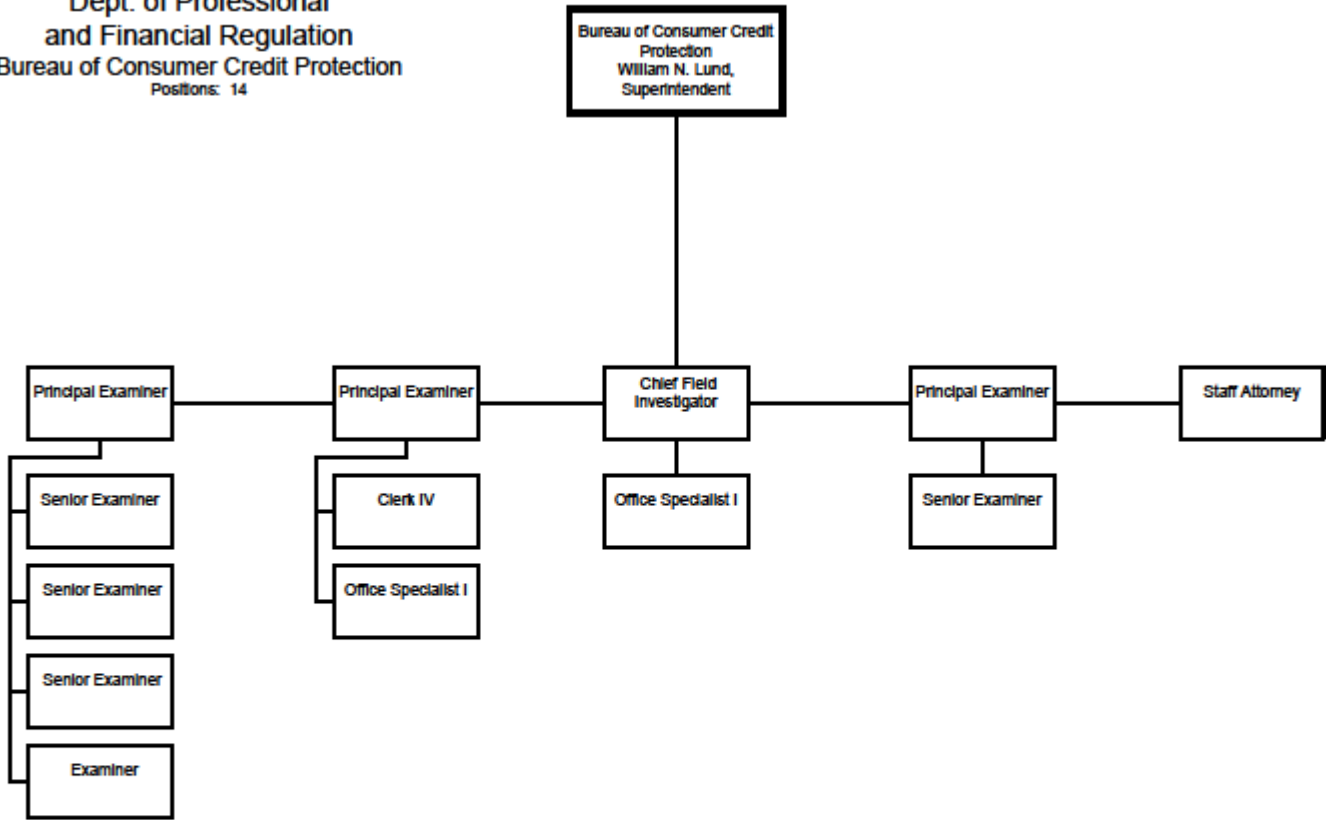 Dept. of Professional
and Financial Regulation
Bureau of Consumer Credit Protection
Positions: 14
Bureau of Consumer Credit
Protection
William N. Lund,
Superintendent
Principal Examiner
Principal Examiner
Chief Field
Investigator
Principal Examiner
Staff Attorney
Senior Examiner
Clerk IV
Office Specialist I
Senior Examiner
Senior Examiner
Office Specialist I
Senior Examiner
Examiner